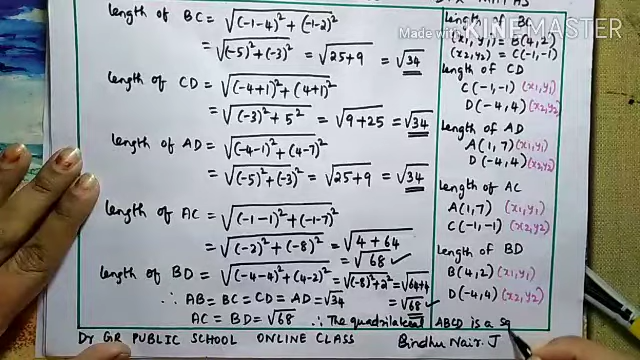 Made with KINEMASTER
length of BC = √((-1-4)² + (-1-2)²)
= √((-5)² + (-3)²) = √(25+9) = √34
length of CD = √((-4+1)² + (4+1)²)
= √((-3)² + 5²) = √(9+25) = √34
length of AD = √((-4-1)² + (4-7)²)
= √((-5)² + (-3)²) = √(25+9) = √34
length of AC = √((-1-1)² + (-1-7)²)
= √((-2)² + (-8)²) = √(4+64)
= √68 ✓
length of BD = √((-4-4)² + (4-2)²) = √((-8)² + 2²) = √(64+4)
∴ AB = BC = CD = AD = √34 = √68 ✓
AC = BD = √68 ∴ The quadrilateral ABCD is a sq
length of BC
(x1, y1) = B(4, 2)
(x2, y2) = C(-1, -1)
length of CD
C(-1, -1) (x1, y1)
D(-4, 4) (x2, y2)
length of AD
A(1, 7) (x1, y1)
D(-4, 4) (x2, y2)
length of AC
A(1, 7) (x1, y1)
C(-1, -1) (x2, y2)
length of BD
B(4, 2) (x1, y1)
D(-4, 4) (x2, y2)
Dr GR PUBLIC SCHOOL ONLINE CLASS Bindhu Nair. J